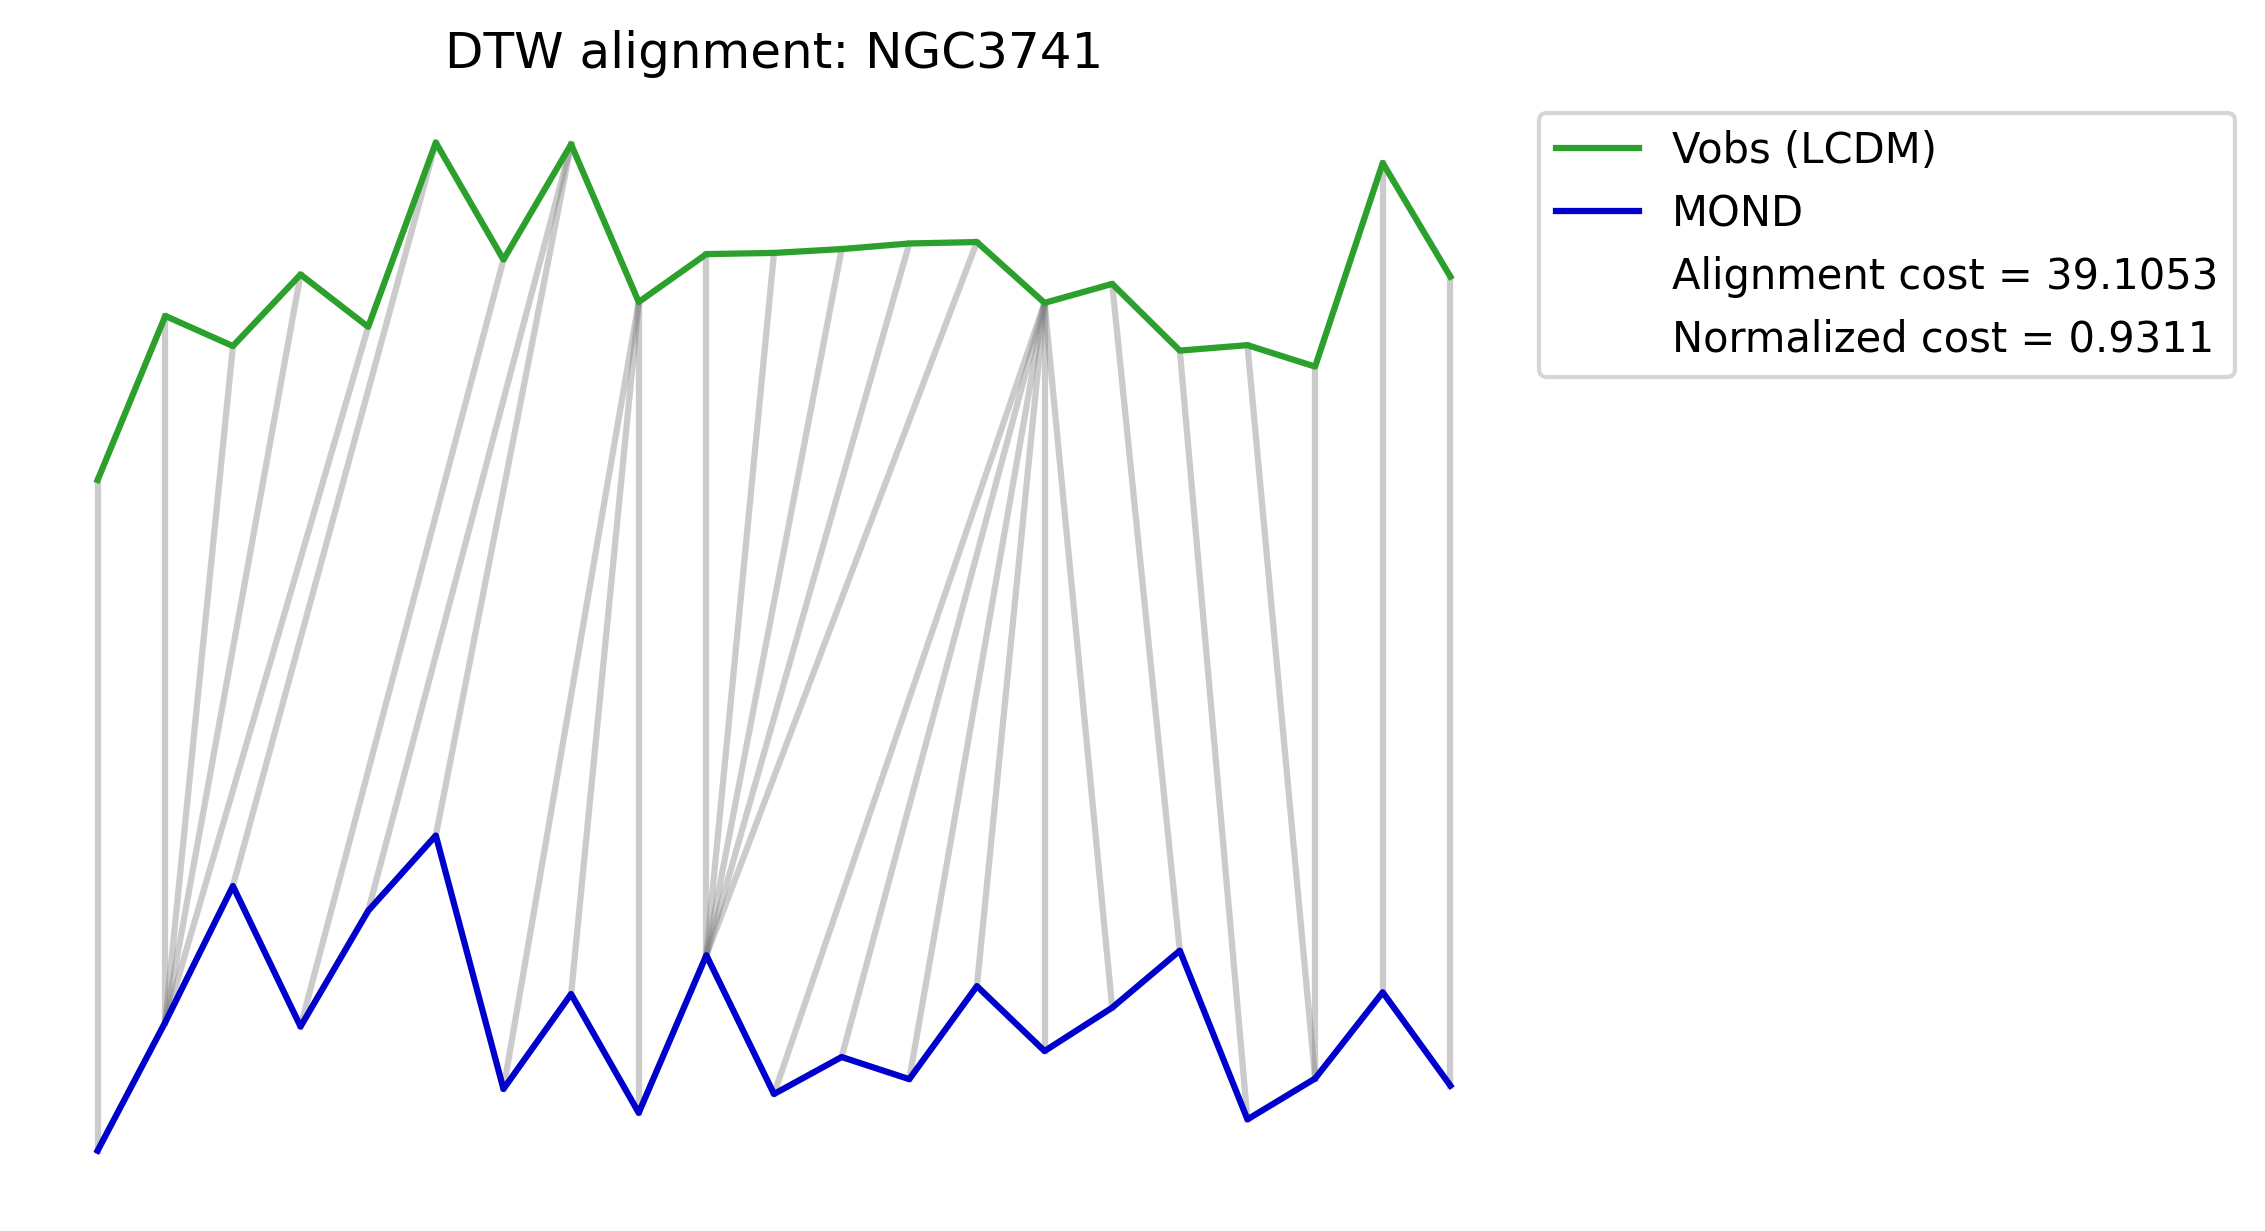 DTW alignment: NGC3741
Vobs (LCDM)
MOND
Alignment cost = 39.1053
Normalized cost = 0.9311